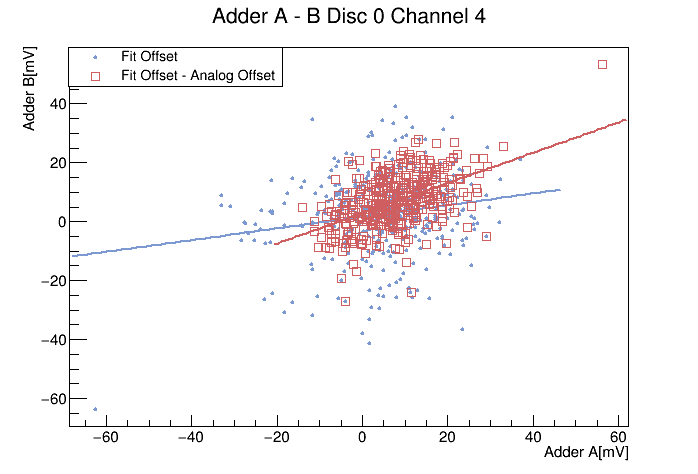 Adder A - B Disc 0 Channel 4
Adder B[mV]
Fit Offset
Fit Offset - Analog Offset
40
20
0
−20
−40
−60
−60 −40 −20 0 20 40 60
Adder A[mV]